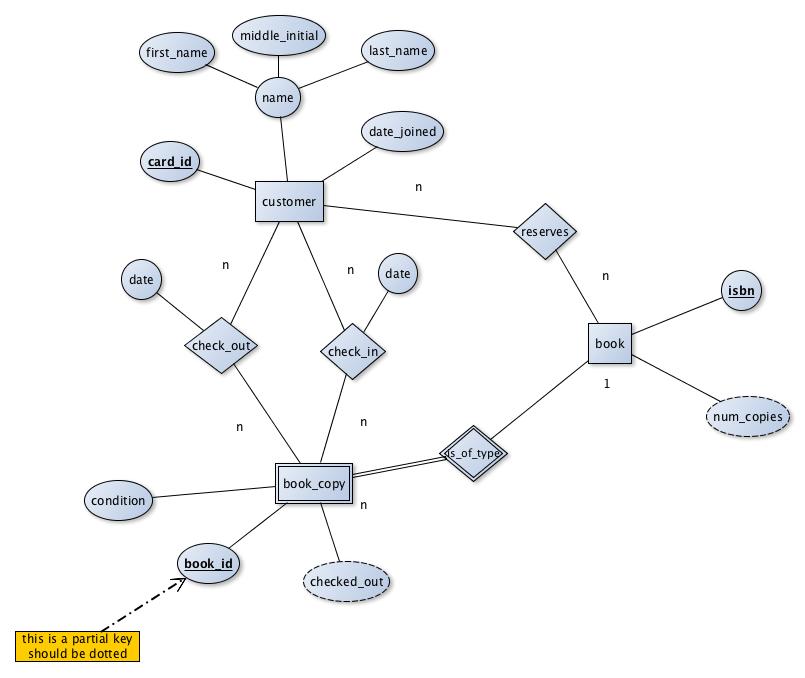 middle_initial
first_name
last_name
name
date_joined
card_id
n
customer
reserves
n
n
n
date
date
isbn
check_out
check_in
book
1
num_copies
n
n
is_of_type
book_copy
condition
n
book_id
checked_out
this is a partial key
should be dotted